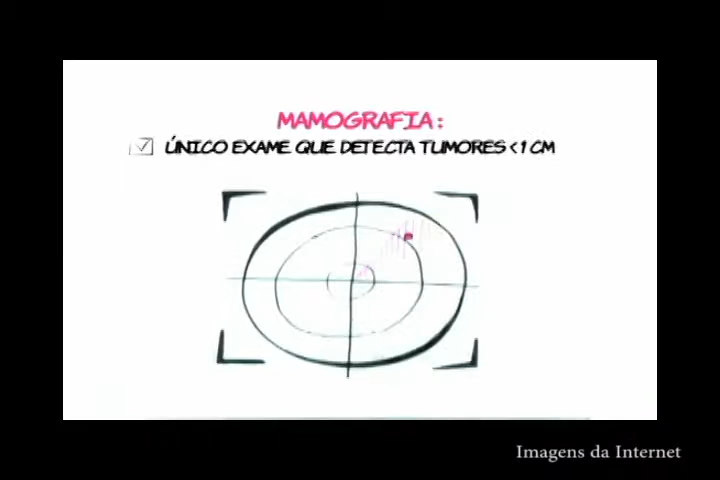 MAMOGRAFIA:
ÚNICO EXAME QUE DETECTA TUMORES < 1 CM
Imagens da Internet